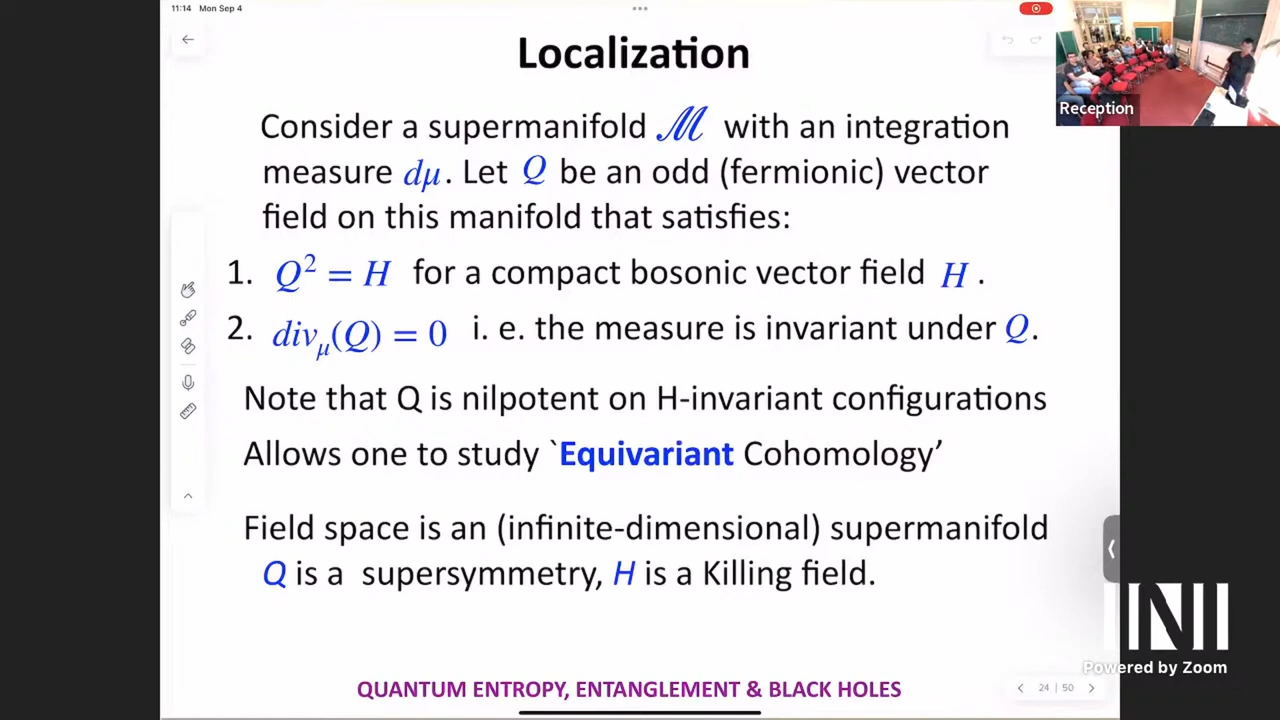 11:14 Mon Sep 4
Localization
Consider a supermanifold ℳ with an integration
measure dμ. Let Q be an odd (fermionic) vector
field on this manifold that satisfies:
1. Q² = H for a compact bosonic vector field H .
2. div_μ(Q) = 0 i. e. the measure is invariant under Q.
Note that Q is nilpotent on H-invariant configurations
Allows one to study `Equivariant Cohomology’
Field space is an (infinite-dimensional) supermanifold
Q is a supersymmetry, H is a Killing field.
QUANTUM ENTROPY, ENTANGLEMENT & BLACK HOLES
24 | 50
Reception
INI
Powered by Zoom